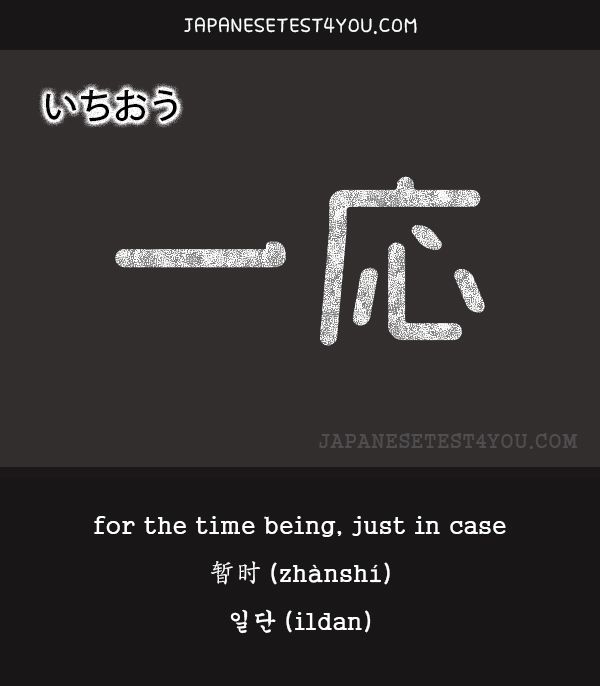 JAPANESETEST4YOU.COM
いちおう
一応
JAPANESETEST4YOU.COM
for the time being, just in case
暂时 (zhànshí)
일단 (ildan)